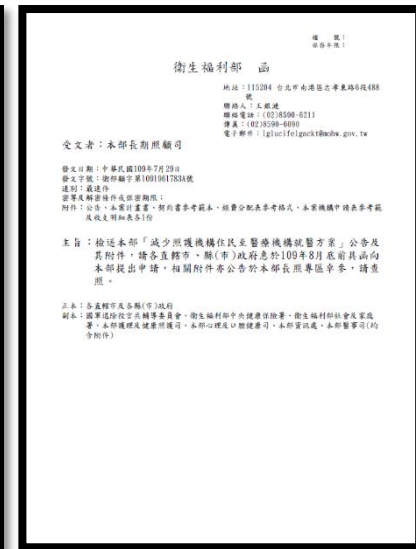 檔　號：
保存年限：
衛生福利部　函
地址：115204 台北市南港區忠孝東路6段488
號
聯絡人：王銀漣
聯絡電話：(02)8590-6211
傳真：(02)8590-6090
電子郵件：lglucifelgnckt@mohw.gov.tw
受文者：本部長期照顧司
發文日期：中華民國109年7月29日
發文字號：衛部顧字第1091961783A號
速別：最速件
密等及解密條件或保密期限：
附件：公告、本案計畫書、契約書參考範本、經費分配表參考格式、本案機構申請表參考範
及收支明細表各1份
主旨：檢送本部「減少照護機構住民至醫療機構就醫方案」公告及
其附件，請各直轄市、縣(市)政府惠於109年8月底前具函向
本部提出申請，相關附件亦公告於本部長照專區卓參，請查
照。
正本：各直轄市及各縣(市)政府
副本：國軍退除役官兵輔導委員會、衛生福利部中央健康保險署、衛生福利部社會及家庭
署、本部護理及健康照護司、本部心理及口腔健康司、本部資訊處、本部醫事司(均
含附件)